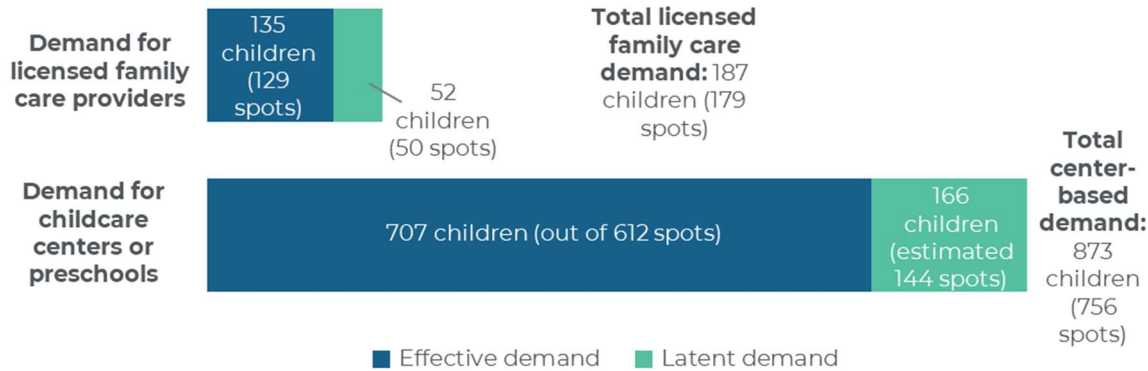 Demand for
licensed family
care providers
135
children
(129
spots)
52
children
(50 spots)
Total licensed
family care
demand: 187
children (179
spots)
Demand for
childcare
centers or
preschools
707 children (out of 612 spots)
166
children
(estimated
144 spots)
Total
center-
based
demand:
873
children
(756
spots)
Effective demand
Latent demand